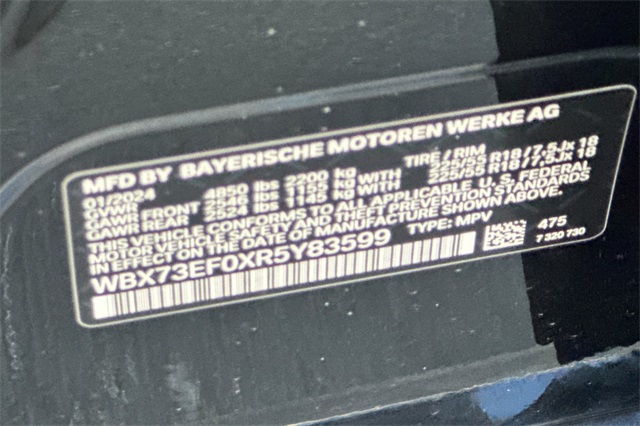 MFD BY BAYERISCHE MOTOREN WERKE AG
01/2024 TIRE / RIM
GVWR 4850 lbs 2200 kg
GAWR FRONT 2546 lbs 1155 kg WITH 225/55 R18/7,5Jx 18
GAWR REAR 2524 lbs 1145 kg WITH 225/55 R18/7,5Jx 18
THIS VEHICLE CONFORMS TO ALL APPLICABLE U. S. FEDERAL
MOTOR VEHICLE SAFETY AND THEFT PREVENTION STANDARDS
IN EFFECT ON THE DATE OF MANUFACTURE SHOWN ABOVE.
WBX73EF0XR5Y83599 TYPE: MPV
475
7 320 730